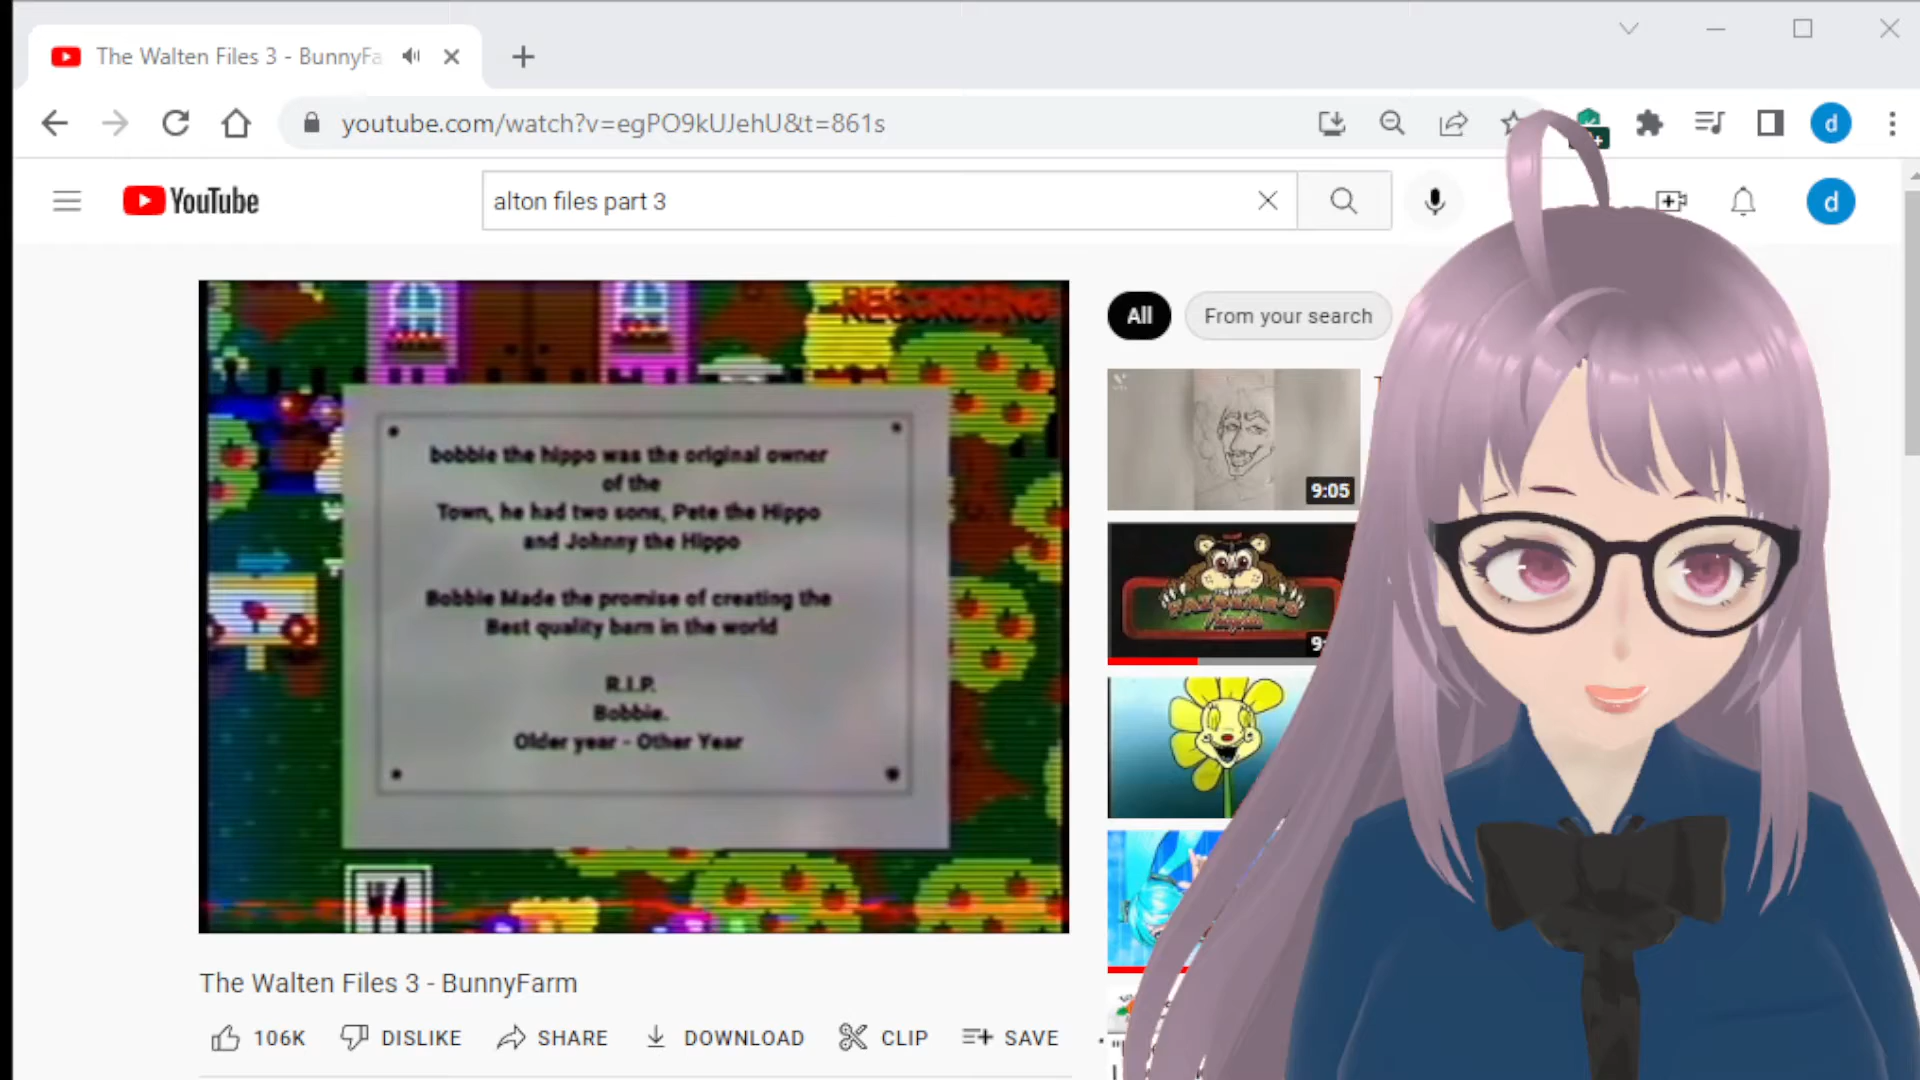 The Walten Files 3 - BunnyFa
youtube.com/watch?v=egPO9kUJehU&t=861s
d
YouTube
alton files part 3
d
All
From your search
RECORDING
bobbie the hippo was the original owner
of the
Town, he had two sons, Pete the Hippo
and Johnny the Hippo
Bobbie Made the promise of creating the
Best quality barn in the world
R.I.P.
Bobbie.
Older year - Other Year
9:05
9:
The Walten Files 3 - BunnyFarm
106K
DISLIKE
SHARE
DOWNLOAD
CLIP
SAVE